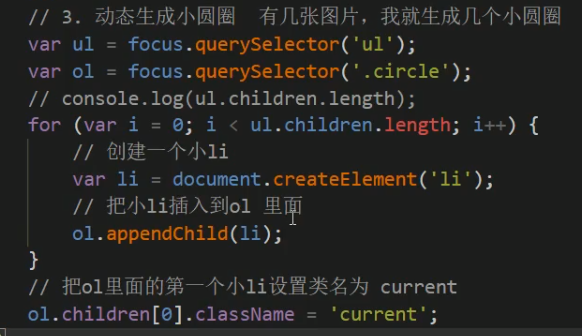 // 3. 动态生成小圆圈  有几张图片，我就生成几个小圆圈
var ul = focus.querySelector('ul');
var ol = focus.querySelector('.circle');
// console.log(ul.children.length);
for (var i = 0; i < ul.children.length; i++) {
    // 创建一个小li
    var li = document.createElement('li');
    // 把小li插入到ol 里面
    ol.appendChild(li);
}
// 把ol里面的第一个小li设置类名为 current
ol.children[0].className = 'current';